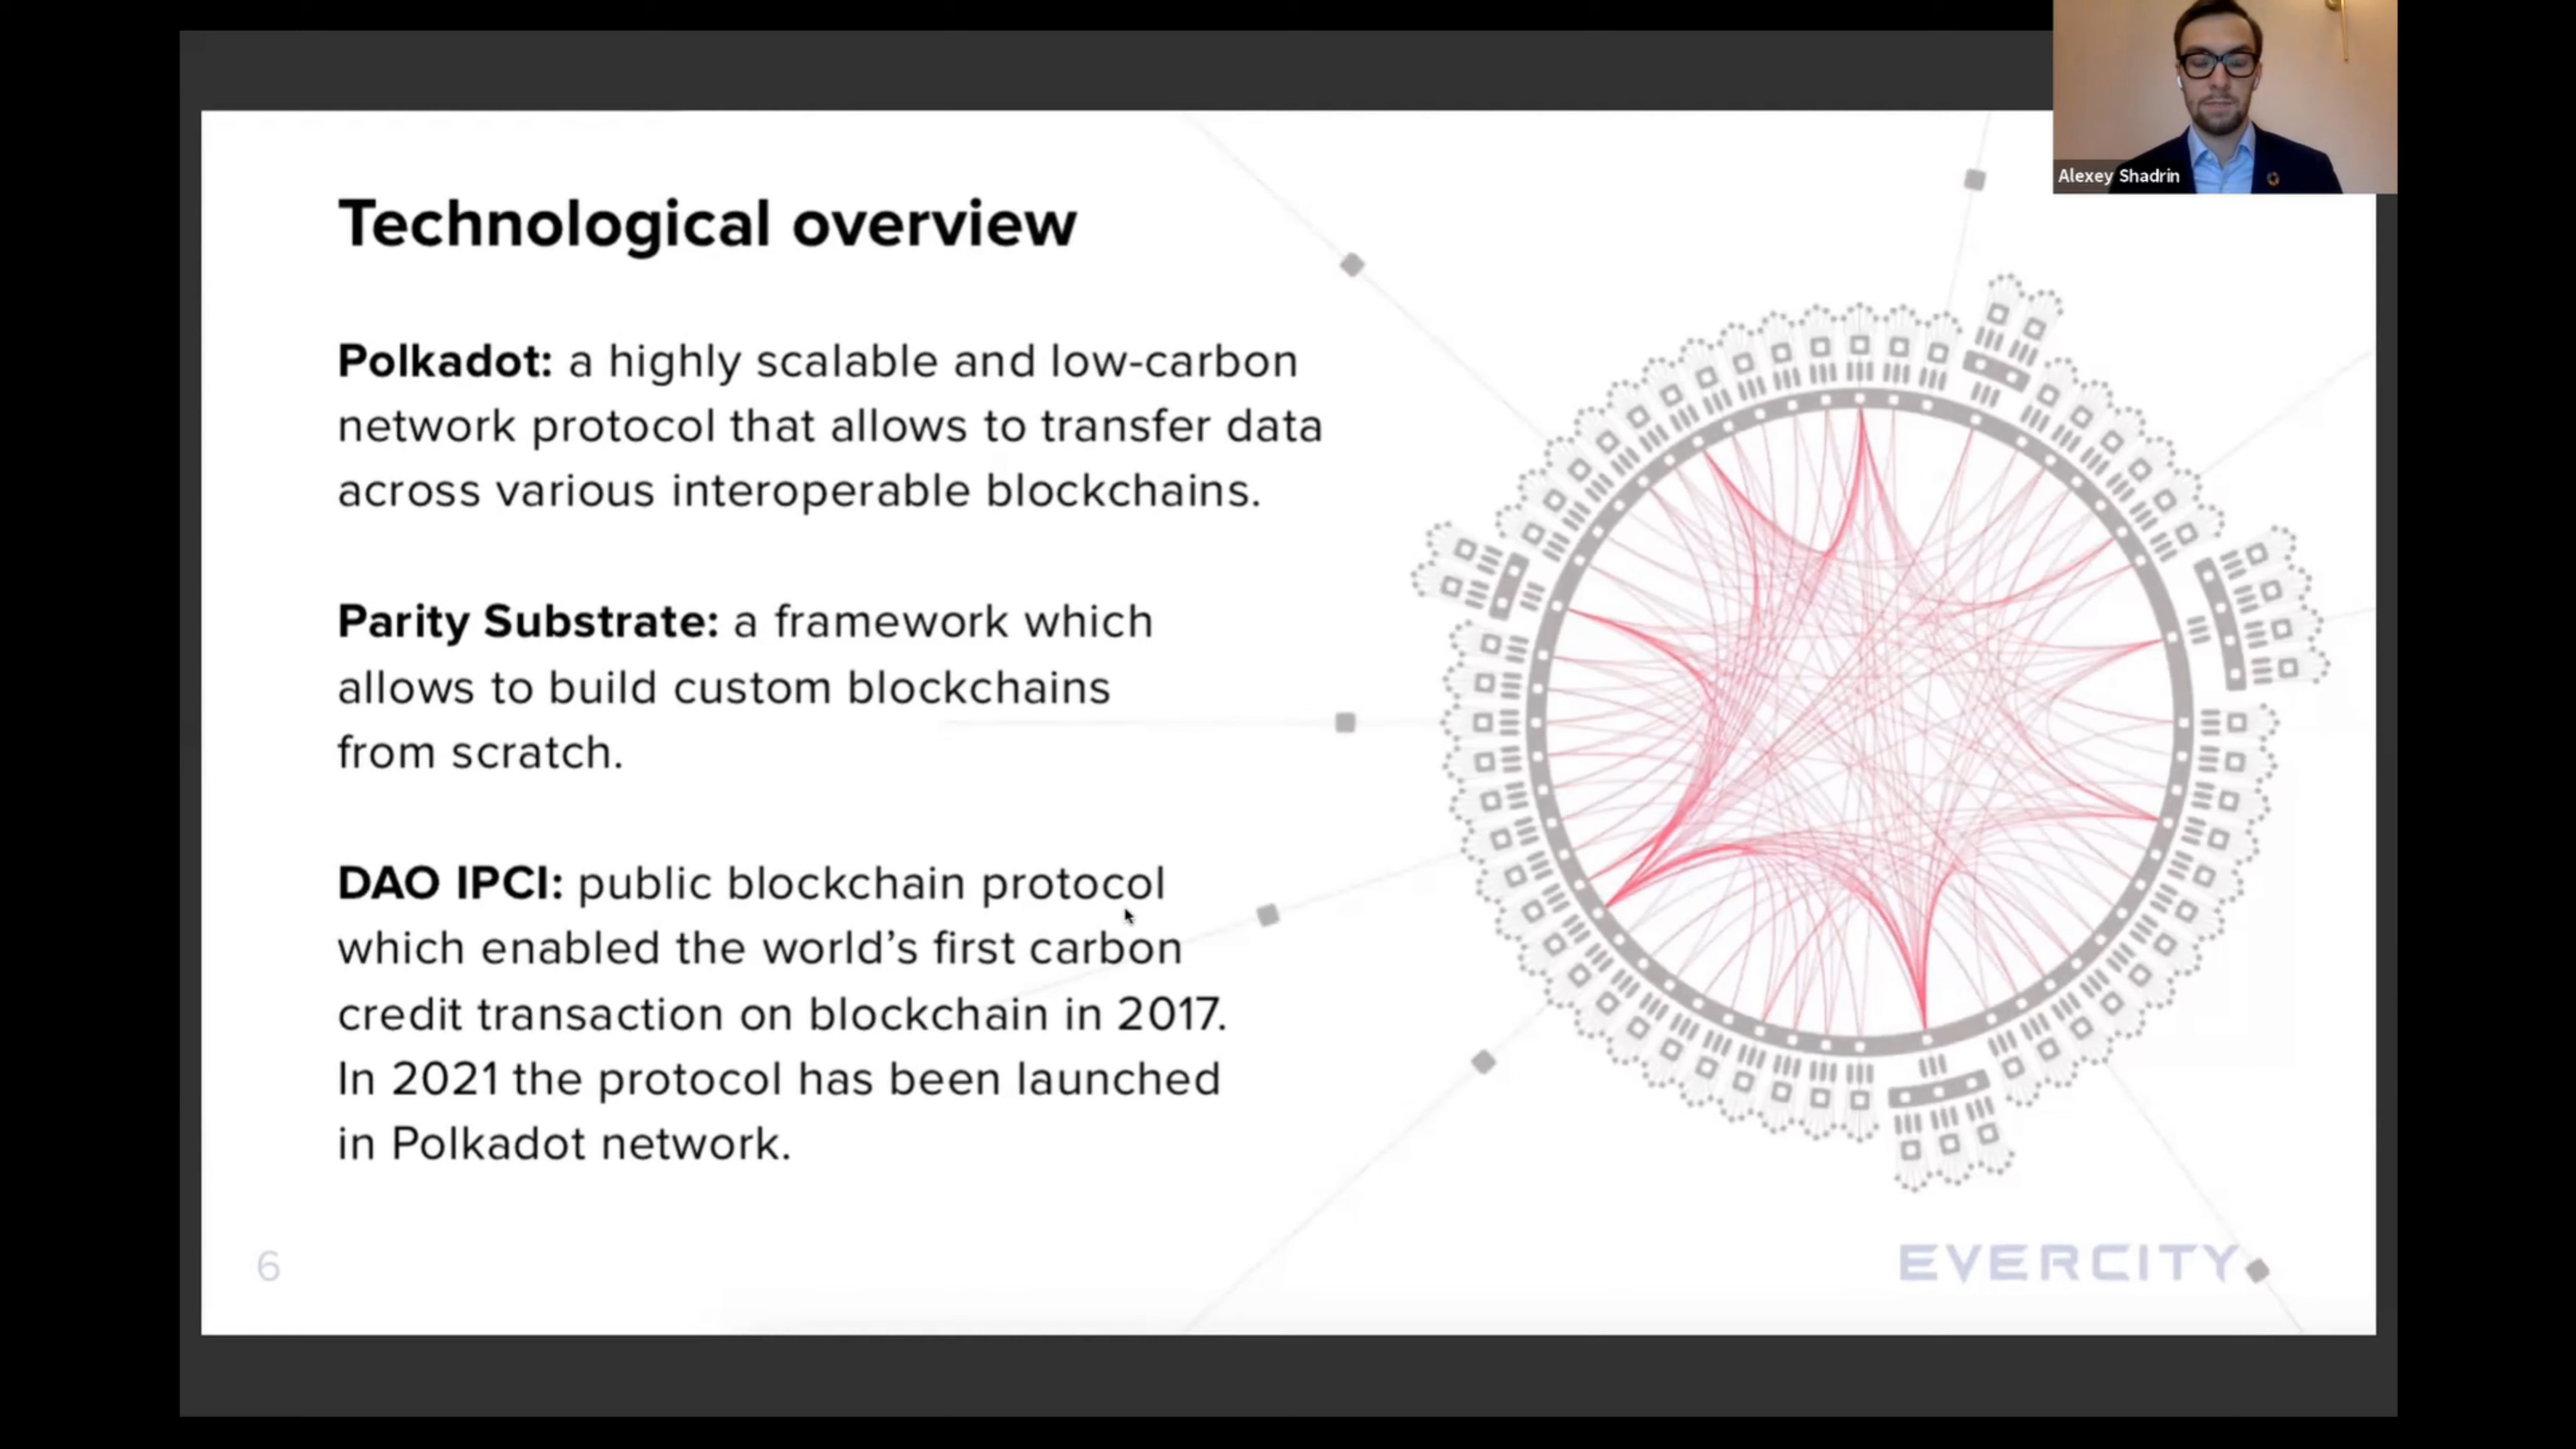 Alexey Shadrin
Technological overview
Polkadot: a highly scalable and low-carbon
network protocol that allows to transfer data
across various interoperable blockchains.
Parity Substrate: a framework which
allows to build custom blockchains
from scratch.
DAO IPCI: public blockchain protocol
which enabled the world’s first carbon
credit transaction on blockchain in 2017.
In 2021 the protocol has been launched
in Polkadot network.
6
EVERCITY